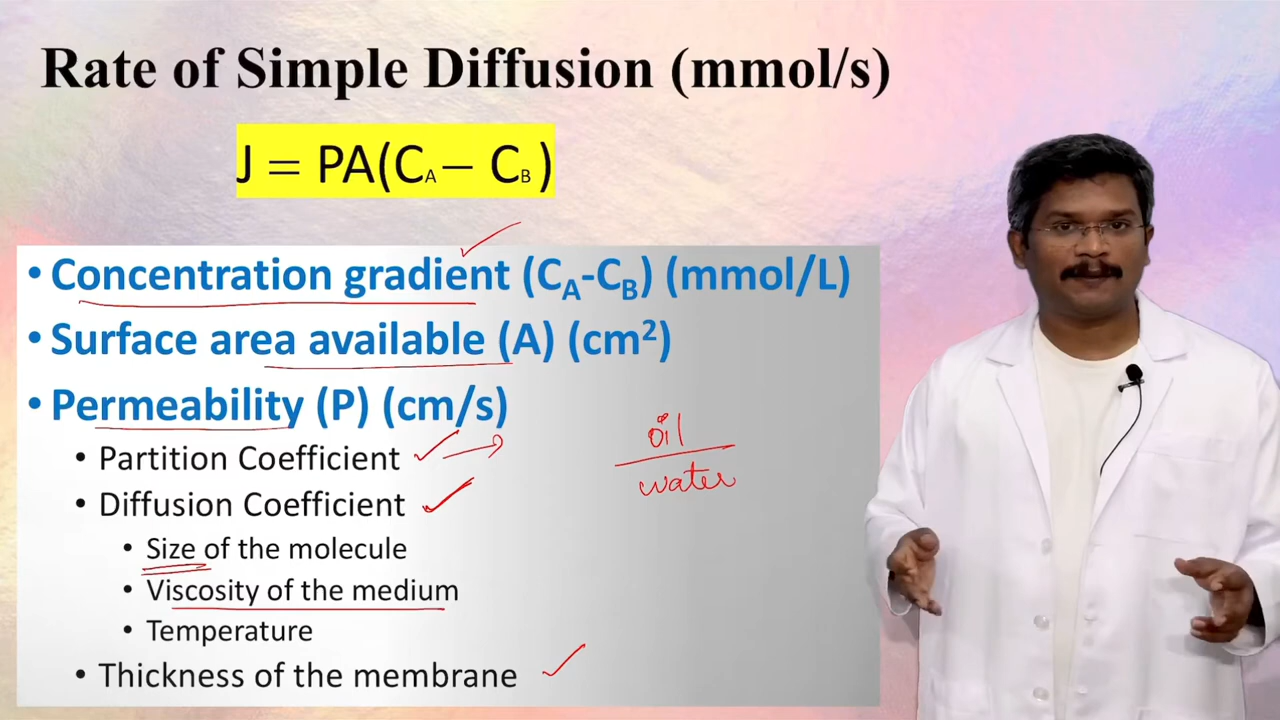 Rate of Simple Diffusion (mmol/s)
J = PA(CA – CB)
• Concentration gradient (CA-CB) (mmol/L)
• Surface area available (A) (cm²)
• Permeability (P) (cm/s)
• Partition Coefficient
oil
water
• Diffusion Coefficient
• Size of the molecule
• Viscosity of the medium
• Temperature
• Thickness of the membrane